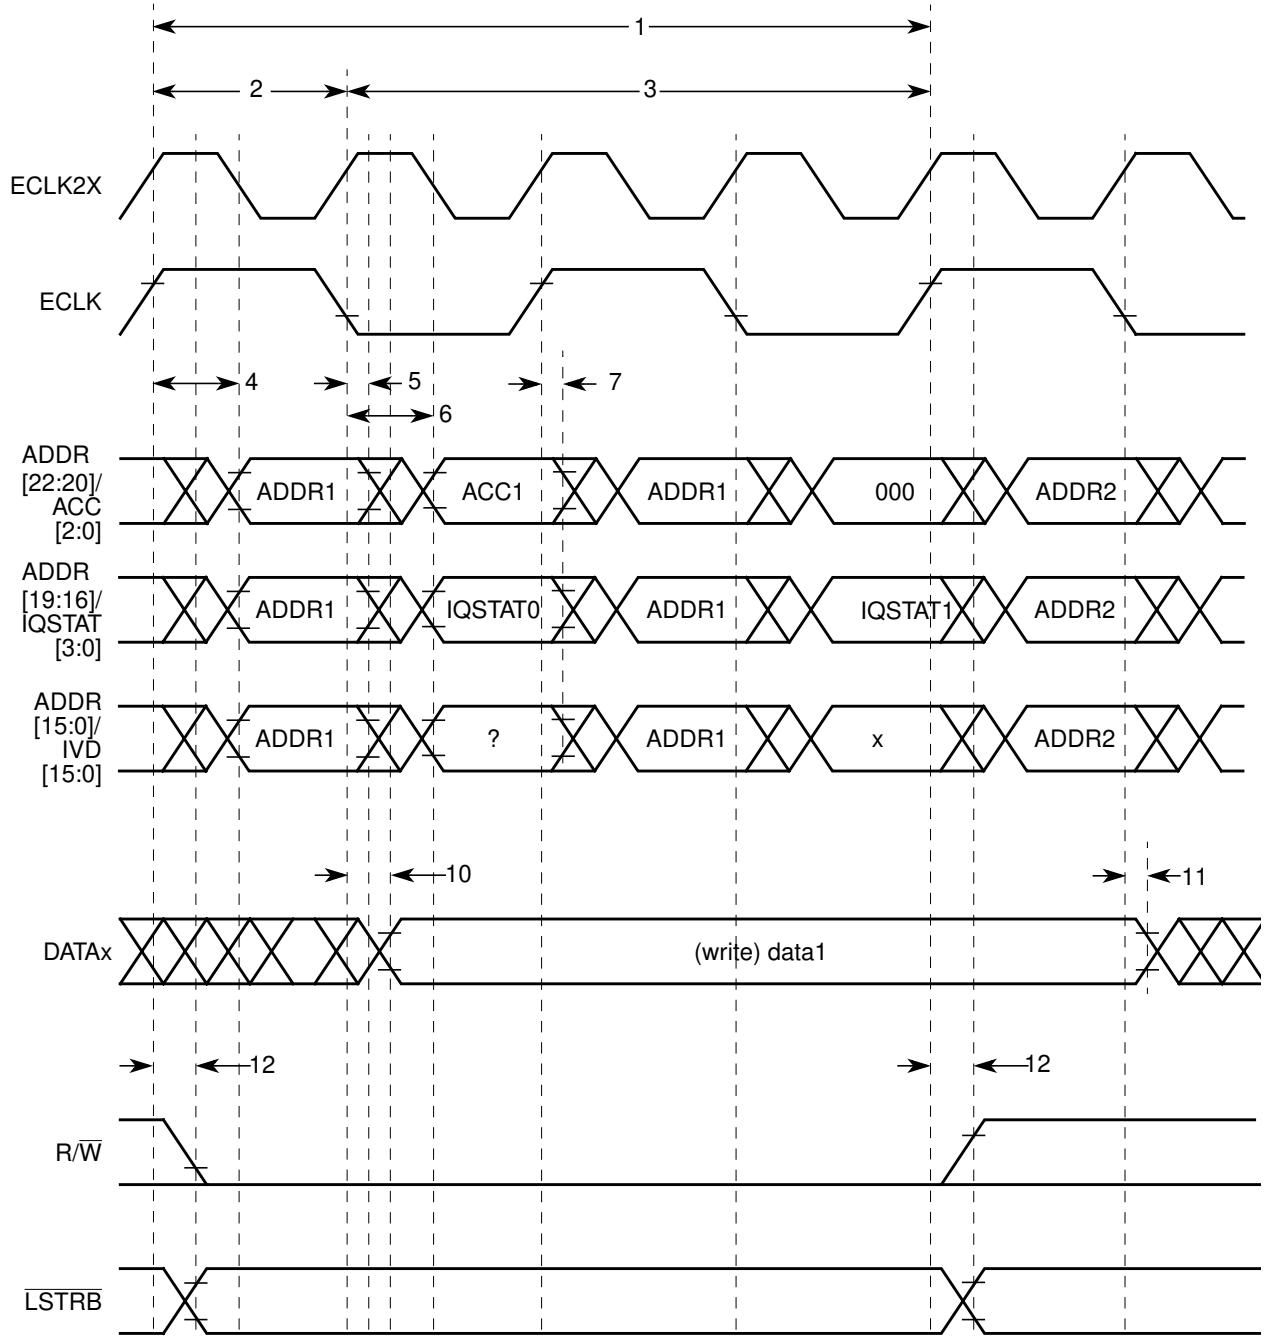 1
2 3
ECLK2X
ECLK
4 5 7
6
ADDR
[22:20]/
ACC
[2:0]
ADDR1 ACC1 ADDR1 000 ADDR2
ADDR
[19:16]/
IQSTAT
[3:0]
ADDR1 IQSTAT0 ADDR1 IQSTAT1 ADDR2
ADDR
[15:0]/
IVD
[15:0]
ADDR1 ? ADDR1 x ADDR2
10 11
DATAx (write) data1
12 12
R/W̅
L̅S̅T̅R̅B̅